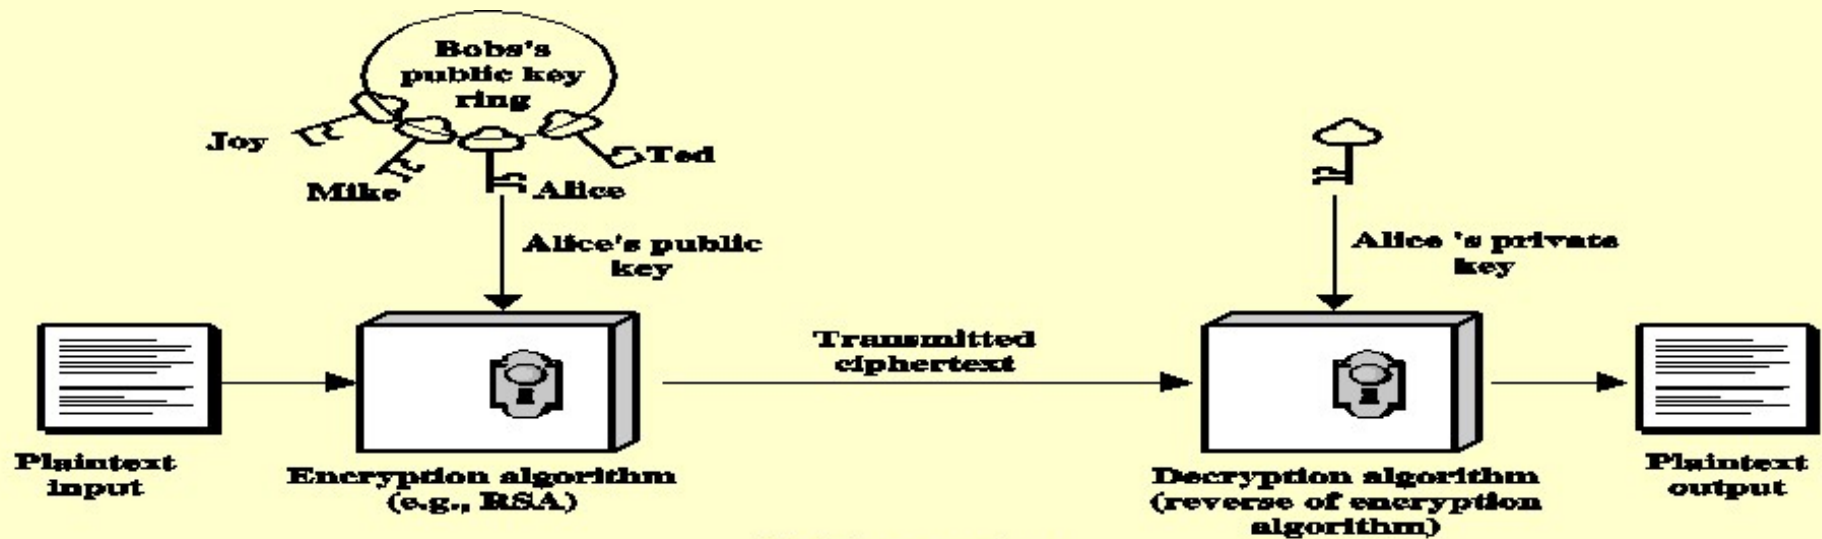 Bobs's
public key
ring
Joy
Ted
Mike
Alice
Alice's public
key
Alice 's private
key
Transmitted
ciphertext
Plaintext
input
Encryption algorithm
(e.g., RSA)
Decryption algorithm
(reverse of encryption
algorithm)
Plaintext
output